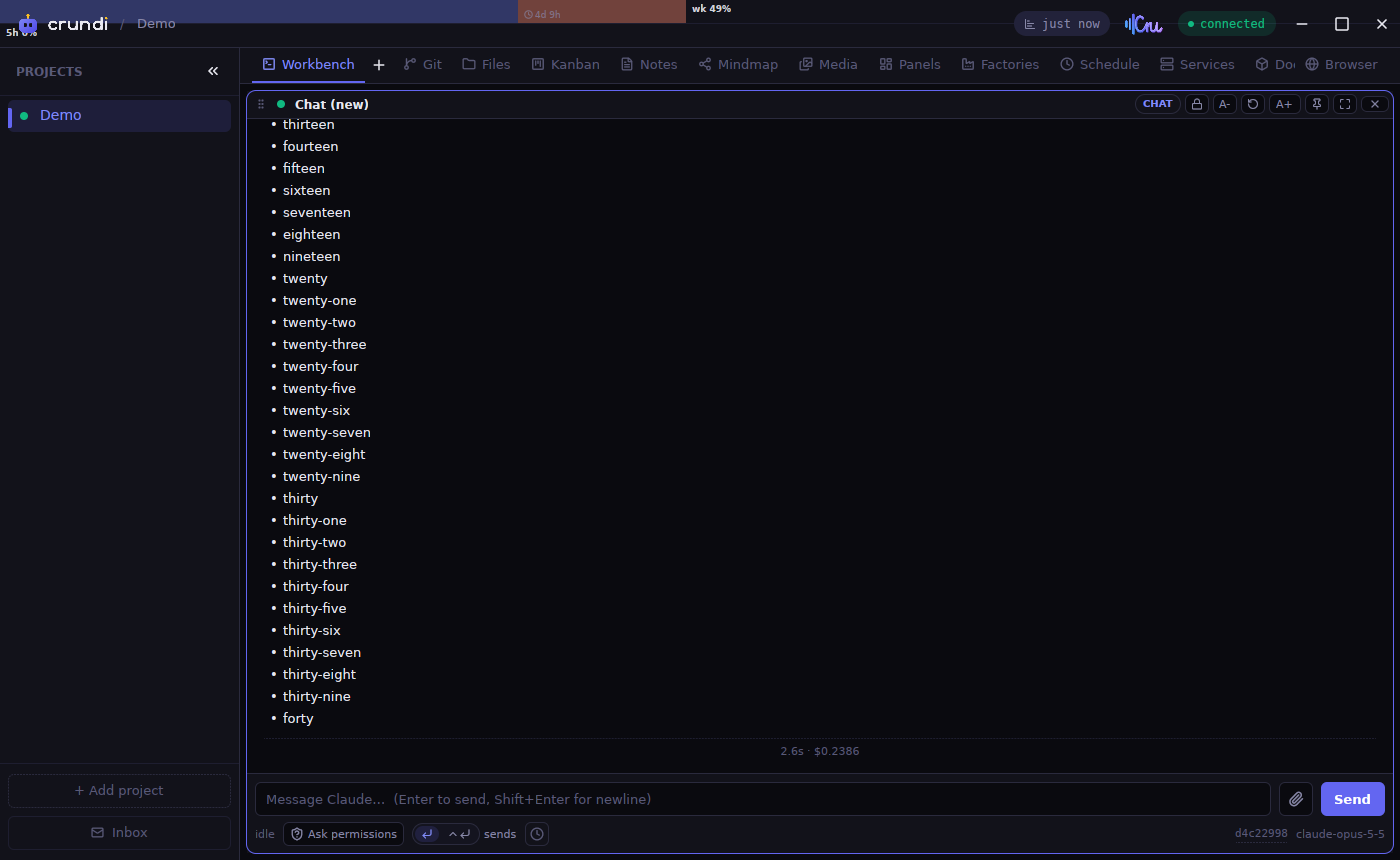 4d 9h
wk 49%
crundi / Demo
just now
Cru
connected
PROJECTS
Workbench
Git
Files
Kanban
Notes
Mindmap
Media
Panels
Factories
Schedule
Services
Browser
Demo
Chat (new)
CHAT
A-
A+
• thirteen
• fourteen
• fifteen
• sixteen
• seventeen
• eighteen
• nineteen
• twenty
• twenty-one
• twenty-two
• twenty-three
• twenty-four
• twenty-five
• twenty-six
• twenty-seven
• twenty-eight
• twenty-nine
• thirty
• thirty-one
• thirty-two
• thirty-three
• thirty-four
• thirty-five
• thirty-six
• thirty-seven
• thirty-eight
• thirty-nine
• forty
2.6s · $0.2386
+ Add project
Inbox
Message Claude... (Enter to send, Shift+Enter for newline)
Send
idle
Ask permissions
sends
d4c22998
claude-opus-5-5